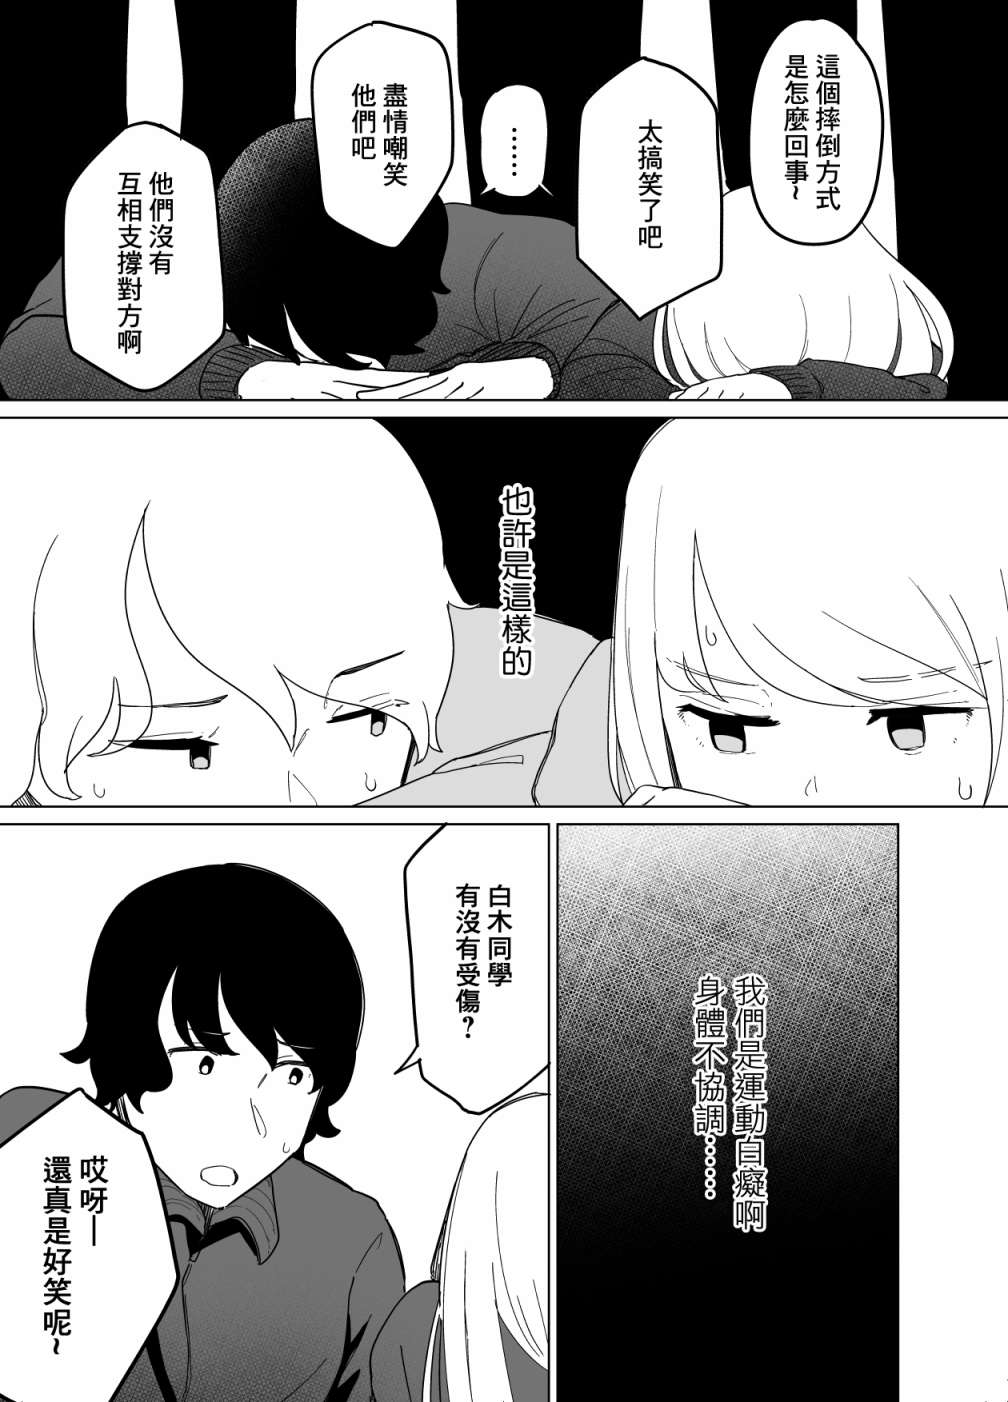 這個摔倒方式
是怎麼回事~
太搞笑了吧
……
盡情嘲笑
他們吧
他們沒有
互相支撐對方啊
也許是這樣的
我們是運動白癡啊
身體不協調……
白木同學
有沒有受傷?
哎呀—
還真是好笑呢~